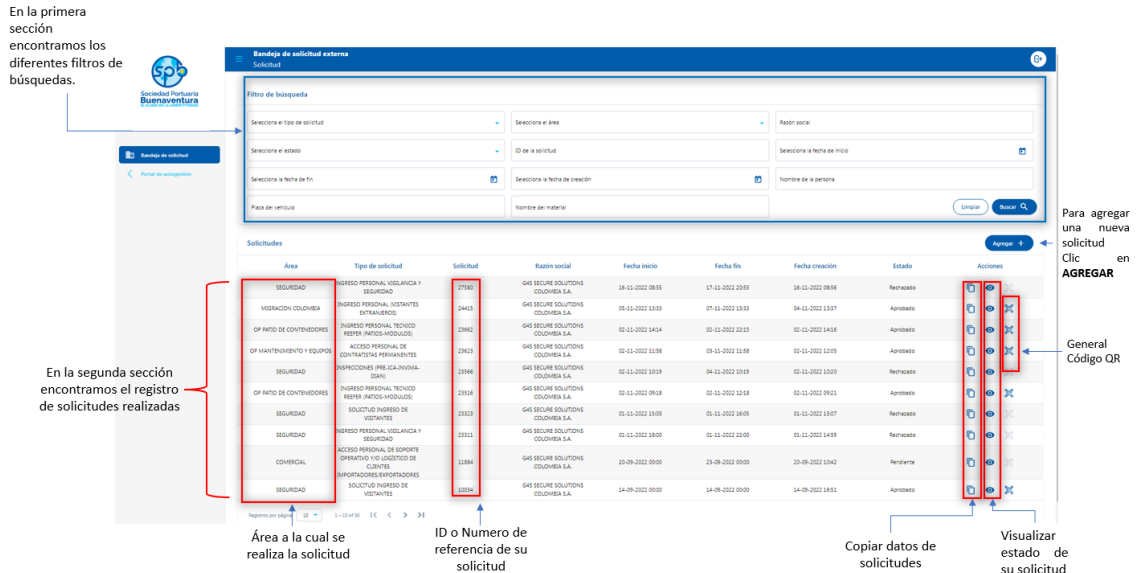 En la primera
sección
encontramos los
diferentes filtros de
búsquedas.
spb
Sociedad Portuaria
Buenaventura
Bandeja de solicitud
Portal de autogestión
Bandeja de solicitud externa
Solicitud
Filtro de búsqueda
Selecciona el tipo de solicitud
Selecciona el área
Razón social
Selecciona el estado
ID de la solicitud
Selecciona la fecha de inicio
Selecciona la fecha de fin
Selecciona la fecha de creación
Nombre de la persona
Placa del vehículo
Nombre del material
Limpiar
Buscar
Solicitudes
Agregar +
Para agregar
una nueva
solicitud
Clic en
AGREGAR
Área Tipo de solicitud Solicitud Razón social Fecha inicio Fecha fin Fecha creación Estado Acciones
SEGURIDAD INGRESO PERSONAL VIGILANCIA Y SEGURIDAD 27580 G4S SECURE SOLUTIONS COLOMBIA S.A. 16-11-2022 08:55 17-11-2022 20:55 16-11-2022 08:56 Rechazado
MIGRACION COLOMBIA INGRESO PERSONAL (VISTANTES EXTRANJEROS) 24415 G4S SECURE SOLUTIONS COLOMBIA S.A. 05-11-2022 13:33 07-11-2022 13:33 04-11-2022 13:37 Aprobado
OP PATIO DE CONTENEDORES INGRESO PERSONAL TECNICO REEFER (PATIOS-MODULOS) 23662 G4S SECURE SOLUTIONS COLOMBIA S.A. 02-11-2022 14:14 02-11-2022 22:15 02-11-2022 14:16 Aprobado
OP MANTENIMIENTO Y EQUIPOS ACCESO PERSONAL DE CONTRATISTAS PERMANENTES 23623 G4S SECURE SOLUTIONS COLOMBIA S.A. 02-11-2022 11:58 03-11-2022 11:58 02-11-2022 12:05 Aprobado
SEGURIDAD INSPECCIONES (PRE-ICA-INVIMA-DIAN) 23566 G4S SECURE SOLUTIONS COLOMBIA S.A. 02-11-2022 10:19 04-11-2022 10:19 02-11-2022 10:20 Rechazado
OP PATIO DE CONTENEDORES INGRESO PERSONAL TECNICO REEFER (PATIOS-MODULOS) 23516 G4S SECURE SOLUTIONS COLOMBIA S.A. 02-11-2022 09:18 02-11-2022 12:18 02-11-2022 09:21 Aprobado
SEGURIDAD SOLICITUD INGRESO DE VISITANTES 23323 G4S SECURE SOLUTIONS COLOMBIA S.A. 01-11-2022 15:05 01-11-2022 16:05 01-11-2022 15:07 Rechazado
SEGURIDAD INGRESO PERSONAL VIGILANCIA Y SEGURIDAD 23311 G4S SECURE SOLUTIONS COLOMBIA S.A. 01-11-2022 18:00 01-11-2022 22:00 01-11-2022 14:59 Rechazado
COMERCIAL ACCESO PERSONAL DE SOPORTE OPERATIVO Y/O LOGÍSTICO DE CLIENTES IMPORTADORES/EXPORTADORES 11884 G4S SECURE SOLUTIONS COLOMBIA S.A. 20-09-2022 00:00 23-09-2022 00:00 20-09-2022 10:42 Pendiente
SEGURIDAD SOLICITUD INGRESO DE VISITANTES 10034 G4S SECURE SOLUTIONS COLOMBIA S.A. 14-09-2022 00:00 14-09-2022 00:00 14-09-2022 16:51 Aprobado
General
Código QR
En la segunda sección
encontramos el registro
de solicitudes realizadas
Registros por página 10 1-10 of 30
Área a la cual se
realiza la solicitud
ID o Numero de
referencia de su
solicitud
Copiar datos de
solicitudes
Visualizar
estado de
su solicitud